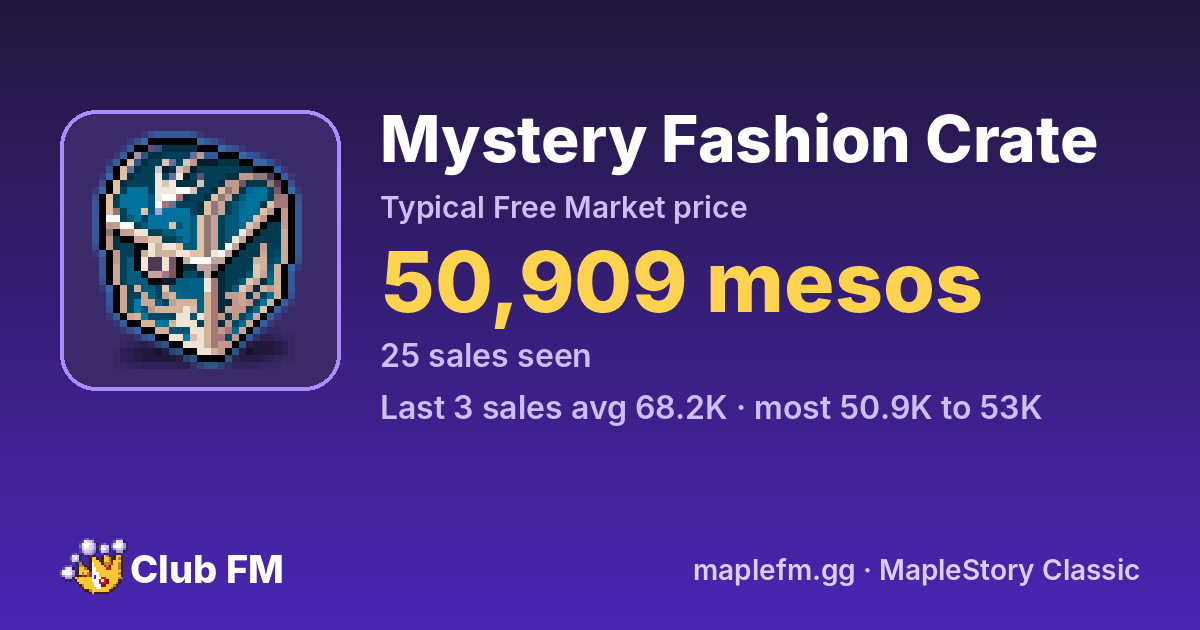 Mystery Fashion Crate
Typical Free Market price
50,909 mesos
25 sales seen
Last 3 sales avg 68.2K · most 50.9K to 53K
Club FM
maplefm.gg · MapleStory Classic